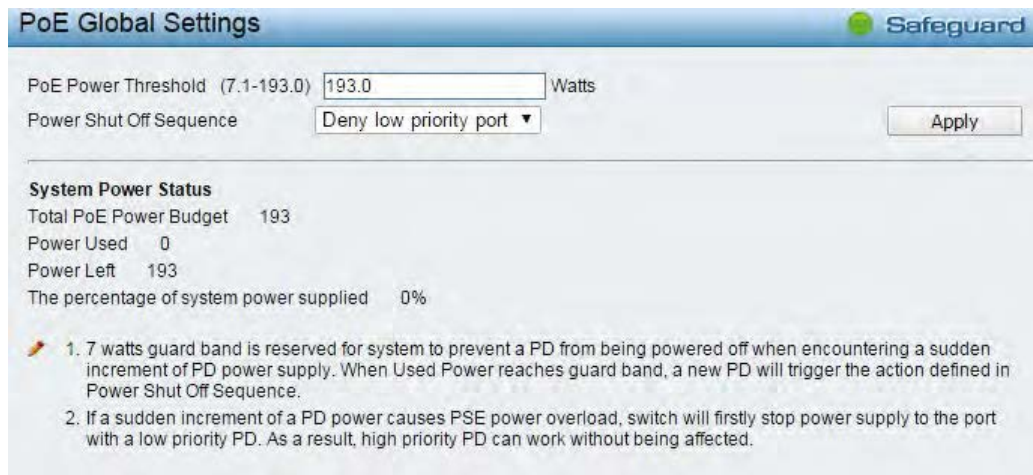 PoE Global Settings
Safeguard
PoE Power Threshold (7.1-193.0) 193.0 Watts
Power Shut Off Sequence Deny low priority port
Apply
System Power Status
Total PoE Power Budget 193
Power Used 0
Power Left 193
The percentage of system power supplied 0%
1. 7 watts guard band is reserved for system to prevent a PD from being powered off when encountering a sudden
increment of PD power supply. When Used Power reaches guard band, a new PD will trigger the action defined in
Power Shut Off Sequence.
2. If a sudden increment of a PD power causes PSE power overload, switch will firstly stop power supply to the port
with a low priority PD. As a result, high priority PD can work without being affected.